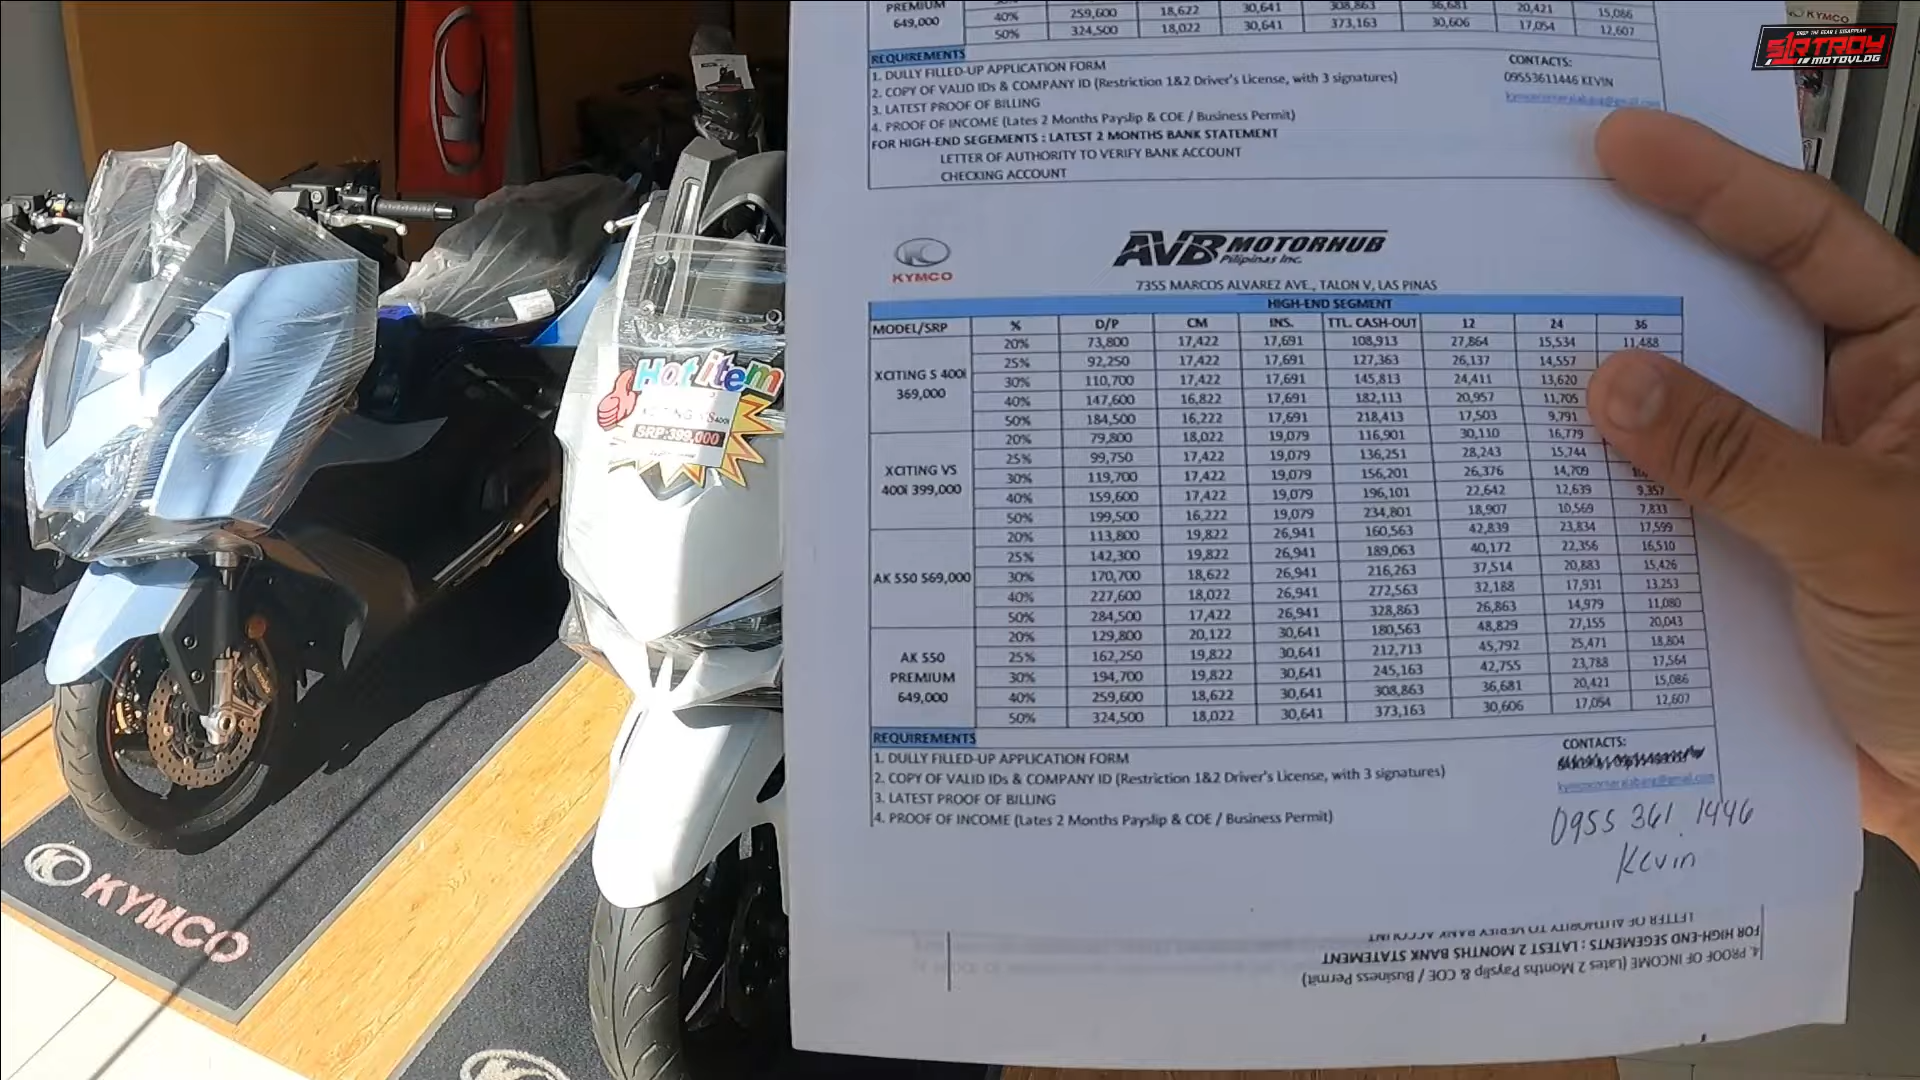 PREMIUM
649,000
40% 259,600 18,622 30,641 308,863 36,681 20,421 15,086
50% 324,500 18,022 30,641 373,163 30,606 17,054 12,607
REQUIREMENTS
1. DULLY FILLED-UP APPLICATION FORM
2. COPY OF VALID IDs & COMPANY ID (Restriction 1&2 Driver's License, with 3 signatures)
3. LATEST PROOF OF BILLING
4. PROOF OF INCOME (Lates 2 Months Payslip & COE / Business Permit)
FOR HIGH-END SEGEMENTS : LATEST 2 MONTHS BANK STATEMENT
LETTER OF AUTHORITY TO VERIFY BANK ACCOUNT
CHECKING ACCOUNT
CONTACTS:
09553611446 KEVIN
KYMCO
S1RTROY
MOTOVLOG
KYMCO
AVB MOTORHUB
Pilipinas Inc.
7355 MARCOS ALVAREZ AVE., TALON V, LAS PINAS
HIGH-END SEGMENT
MODEL/SRP % D/P CM INS. TTL. CASH-OUT 12 24 36
XCITING S 400i
369,000
20% 73,800 17,422 17,691 108,913 27,864 15,534 11,488
25% 92,250 17,422 17,691 127,363 26,137 14,557
30% 110,700 17,422 17,691 145,813 24,411 13,620
40% 147,600 16,822 17,691 182,113 20,957 11,705
50% 184,500 16,222 17,691 218,413 17,503 9,791
XCITING VS
400i 399,000
20% 79,800 18,022 19,079 116,901 30,110 16,779
25% 99,750 17,422 19,079 136,251 28,243 15,744
30% 119,700 17,422 19,079 156,201 26,376 14,709
40% 159,600 17,422 19,079 196,101 22,642 12,639 9,357
50% 199,500 16,222 19,079 234,801 18,907 10,569 7,833
AK 550 569,000
20% 113,800 19,822 26,941 160,563 42,839 23,834 17,599
25% 142,300 19,822 26,941 189,063 40,172 22,356 16,510
30% 170,700 18,622 26,941 216,263 37,514 20,883 15,426
40% 227,600 18,022 26,941 272,563 32,188 17,931 13,253
50% 284,500 17,422 26,941 328,863 26,863 14,979 11,080
AK 550
PREMIUM
649,000
20% 129,800 20,122 30,641 180,563 48,829 27,155 20,043
25% 162,250 19,822 30,641 212,713 45,792 25,471 18,804
30% 194,700 19,822 30,641 245,163 42,755 23,788 17,564
40% 259,600 18,622 30,641 308,863 36,681 20,421 15,086
50% 324,500 18,022 30,641 373,163 30,606 17,054 12,607
REQUIREMENTS
1. DULLY FILLED-UP APPLICATION FORM
2. COPY OF VALID IDs & COMPANY ID (Restriction 1&2 Driver's License, with 3 signatures)
3. LATEST PROOF OF BILLING
4. PROOF OF INCOME (Lates 2 Months Payslip & COE / Business Permit)
CONTACTS:
0955 361 1446
Kevin
LETTER OF AUTHORITY TO VERIFY BANK ACCOUNT
FOR HIGH-END SEGEMENTS : LATEST 2 MONTHS BANK STATEMENT
4. PROOF OF INCOME (Lates 2 Months Payslip & COE / Business Permit)
Hot item
SRP:399,000
KYMCO